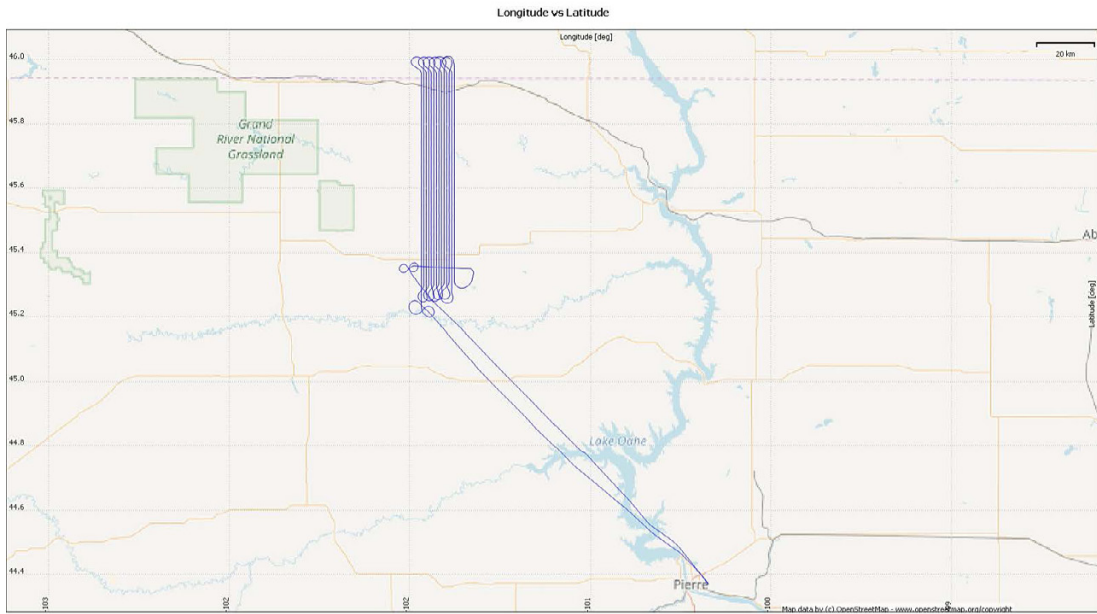 Longitude vs Latitude
Longitude [deg]
20 km
46.0
45.8
45.6
45.4
45.2
45.0
44.8
44.6
44.4
Grand
River National
Grassland
Ab
Latitude [deg]
Lake Oahe
Pierre
-103
-102
-102
-101
-100
-99
Map data by (c) OpenStreetMap - www.openstreetmap.org/copyright